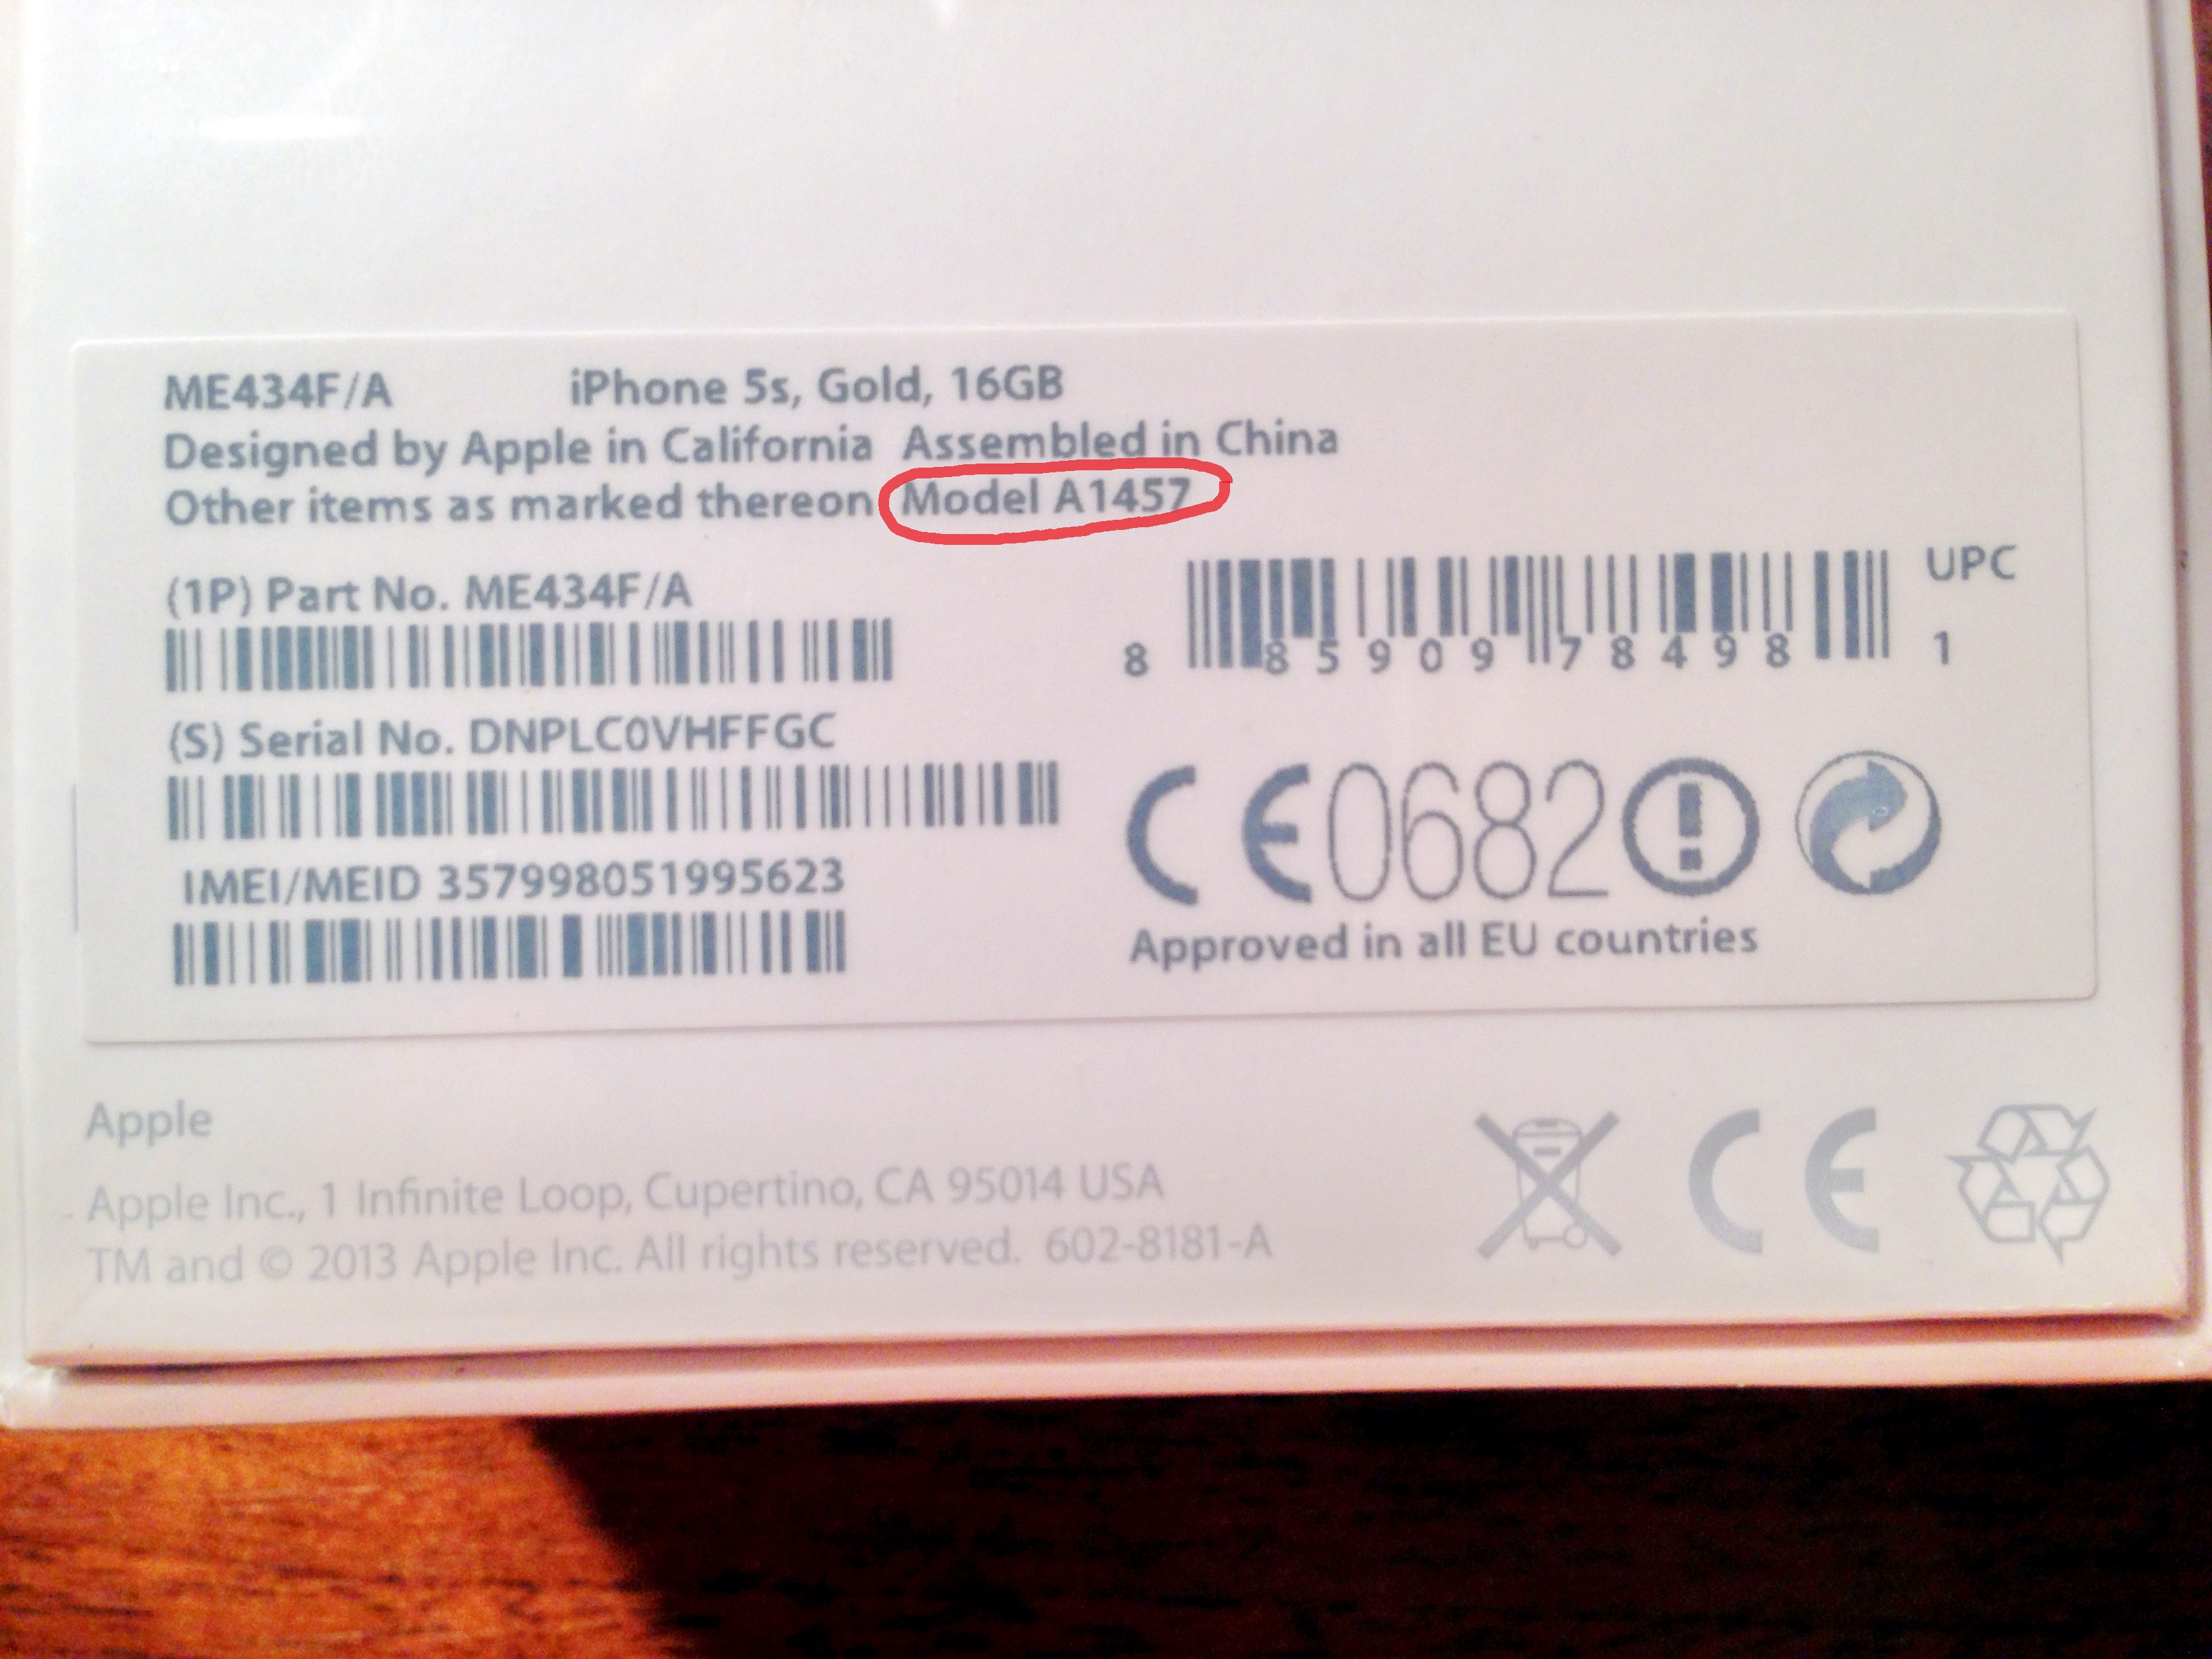 ME434F/A iPhone 5s, Gold, 16GB
Designed by Apple in California Assembled in China
Other items as marked thereon Model A1457
(1P) Part No. ME434F/A
UPC
8 85909 78498 1
(S) Serial No. DNPLC0VHFFGC
IMEI/MEID 357998051995623
CE0682
Approved in all EU countries
Apple
Apple Inc., 1 Infinite Loop, Cupertino, CA 95014 USA
TM and © 2013 Apple Inc. All rights reserved. 602-8181-A
CE